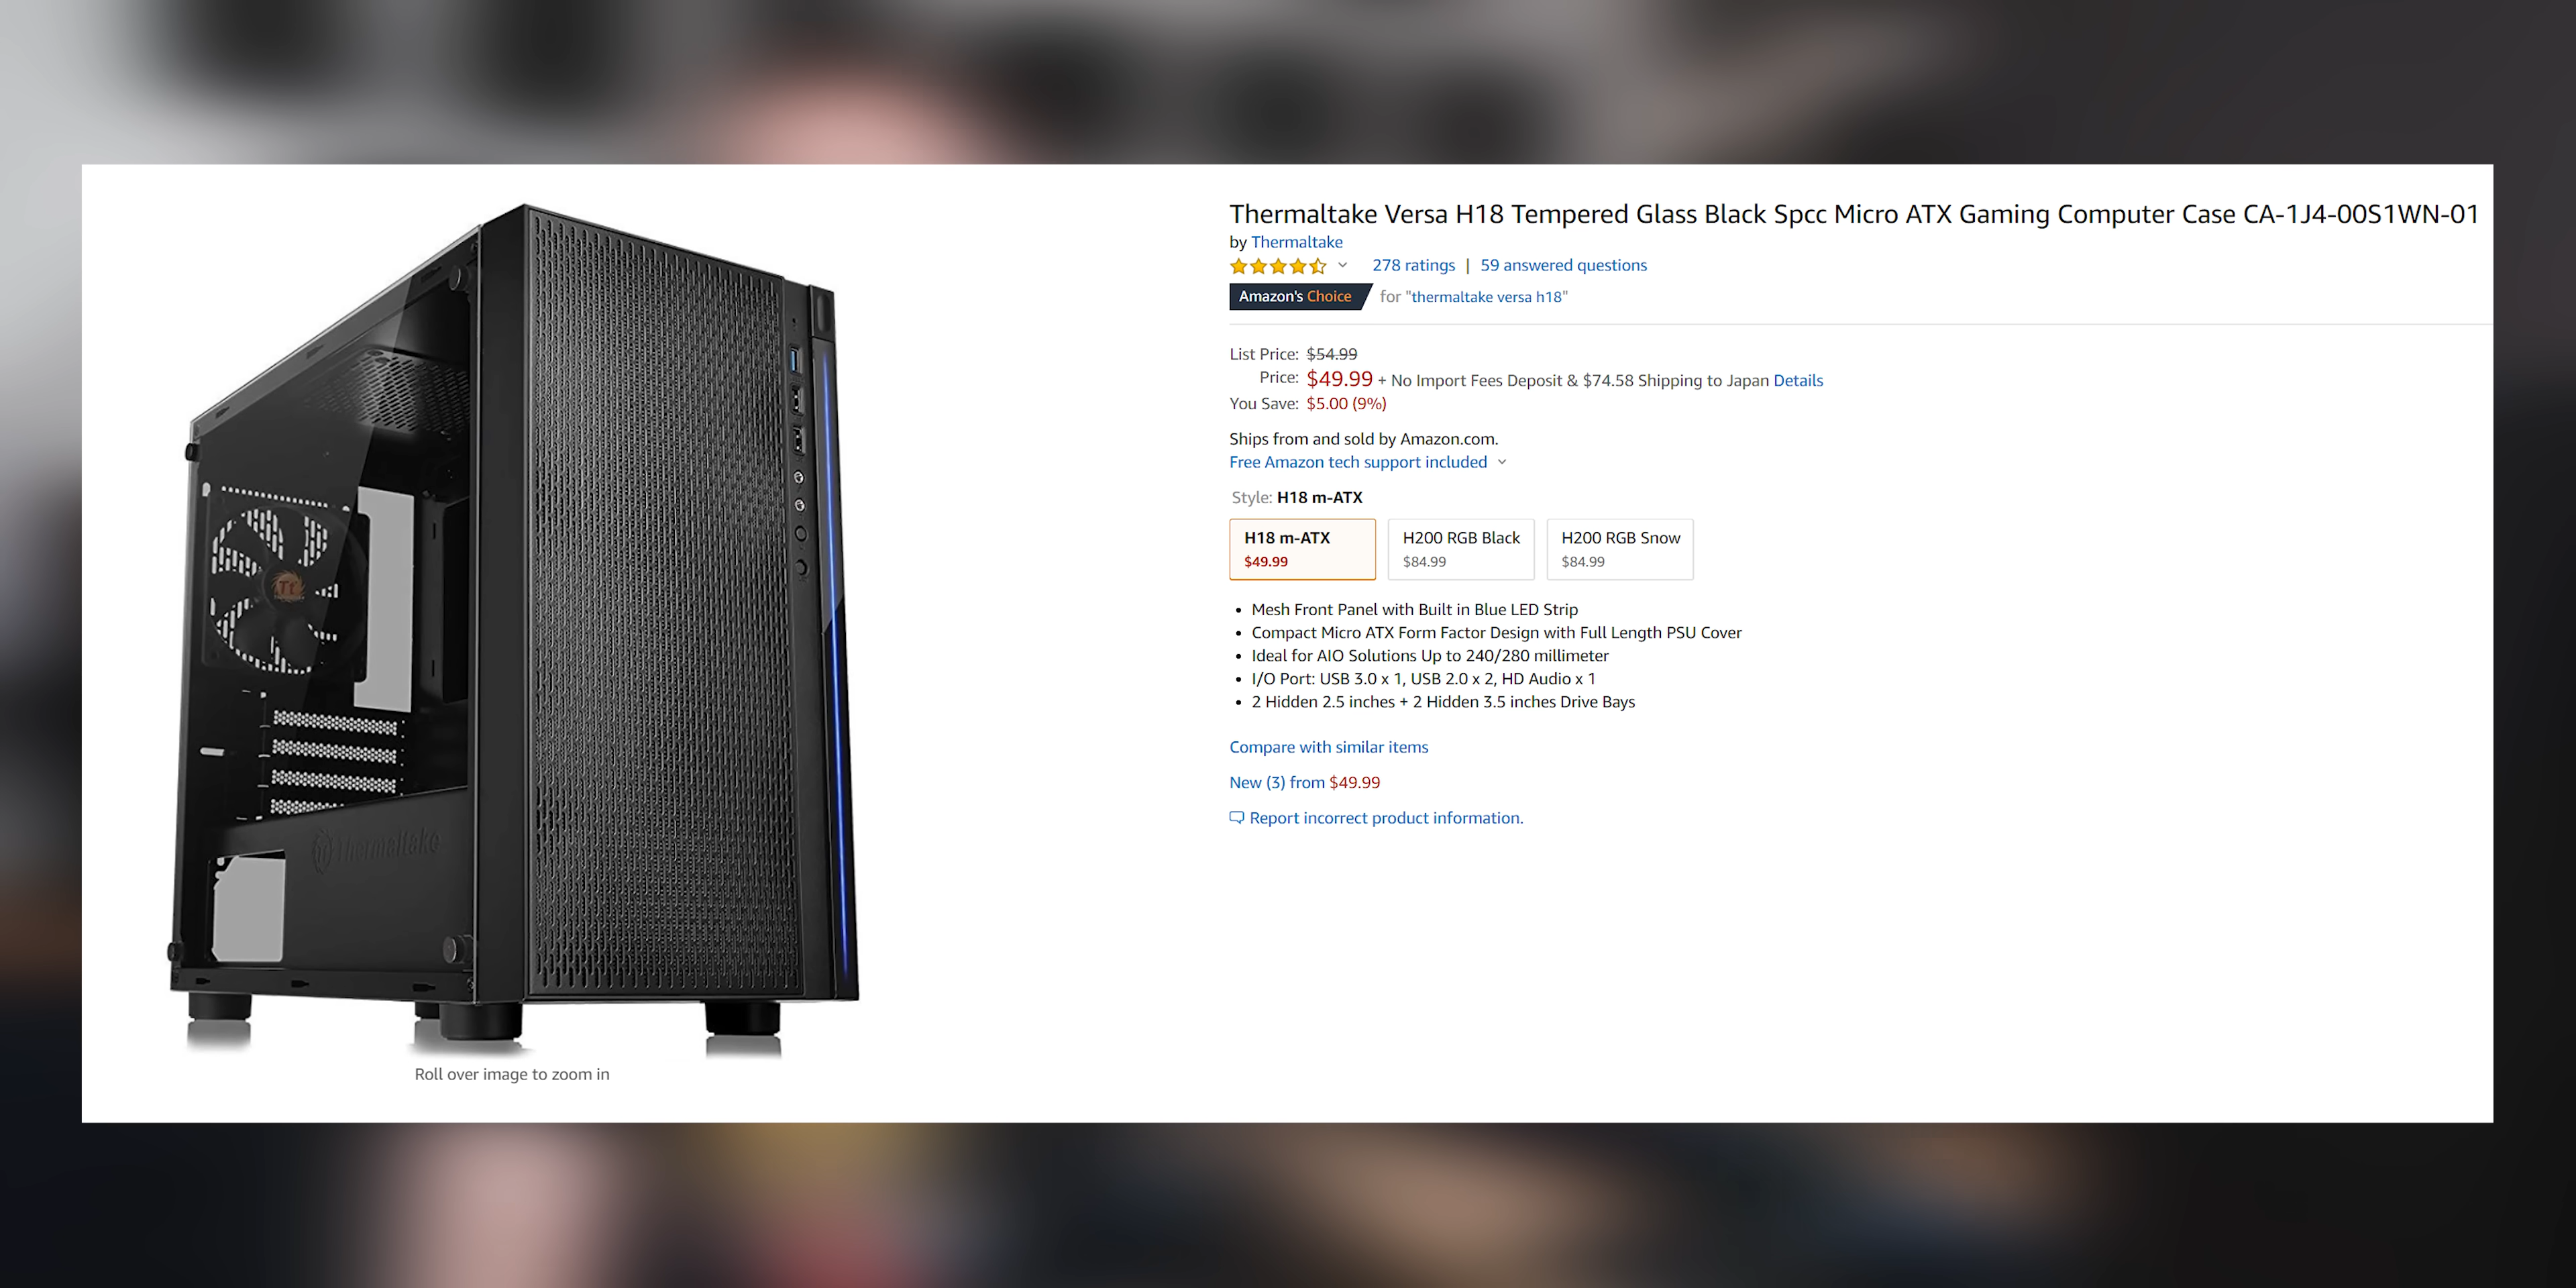 Thermaltake Versa H18 Tempered Glass Black Spcc Micro ATX Gaming Computer Case CA-1J4-00S1WN-01
by Thermaltake
278 ratings | 59 answered questions
Amazon's Choice for "thermaltake versa h18"
List Price: $54.99
Price: $49.99 + No Import Fees Deposit & $74.58 Shipping to Japan Details
You Save: $5.00 (9%)
Ships from and sold by Amazon.com.
Free Amazon tech support included
Style: H18 m-ATX
H18 m-ATX
$49.99
H200 RGB Black
$84.99
H200 RGB Snow
$84.99
• Mesh Front Panel with Built in Blue LED Strip
• Compact Micro ATX Form Factor Design with Full Length PSU Cover
• Ideal for AIO Solutions Up to 240/280 millimeter
• I/O Port: USB 3.0 x 1, USB 2.0 x 2, HD Audio x 1
• 2 Hidden 2.5 inches + 2 Hidden 3.5 inches Drive Bays
Compare with similar items
New (3) from $49.99
Report incorrect product information.
Tt
Thermaltake
Roll over image to zoom in